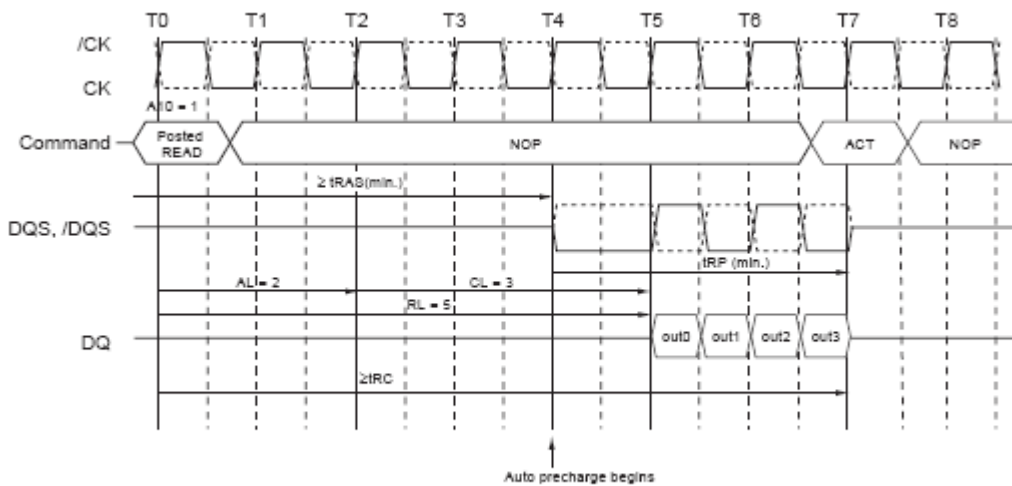 T0 T1 T2 T3 T4 T5 T6 T7 T8
/CK
CK
A10 = 1
Command
Posted
READ
NOP
ACT
NOP
≥ tRAS(min.)
DQS, /DQS
tRP (min.)
AL = 2
CL = 3
RL = 5
DQ
out0
out1
out2
out3
≥tRC
Auto precharge begins